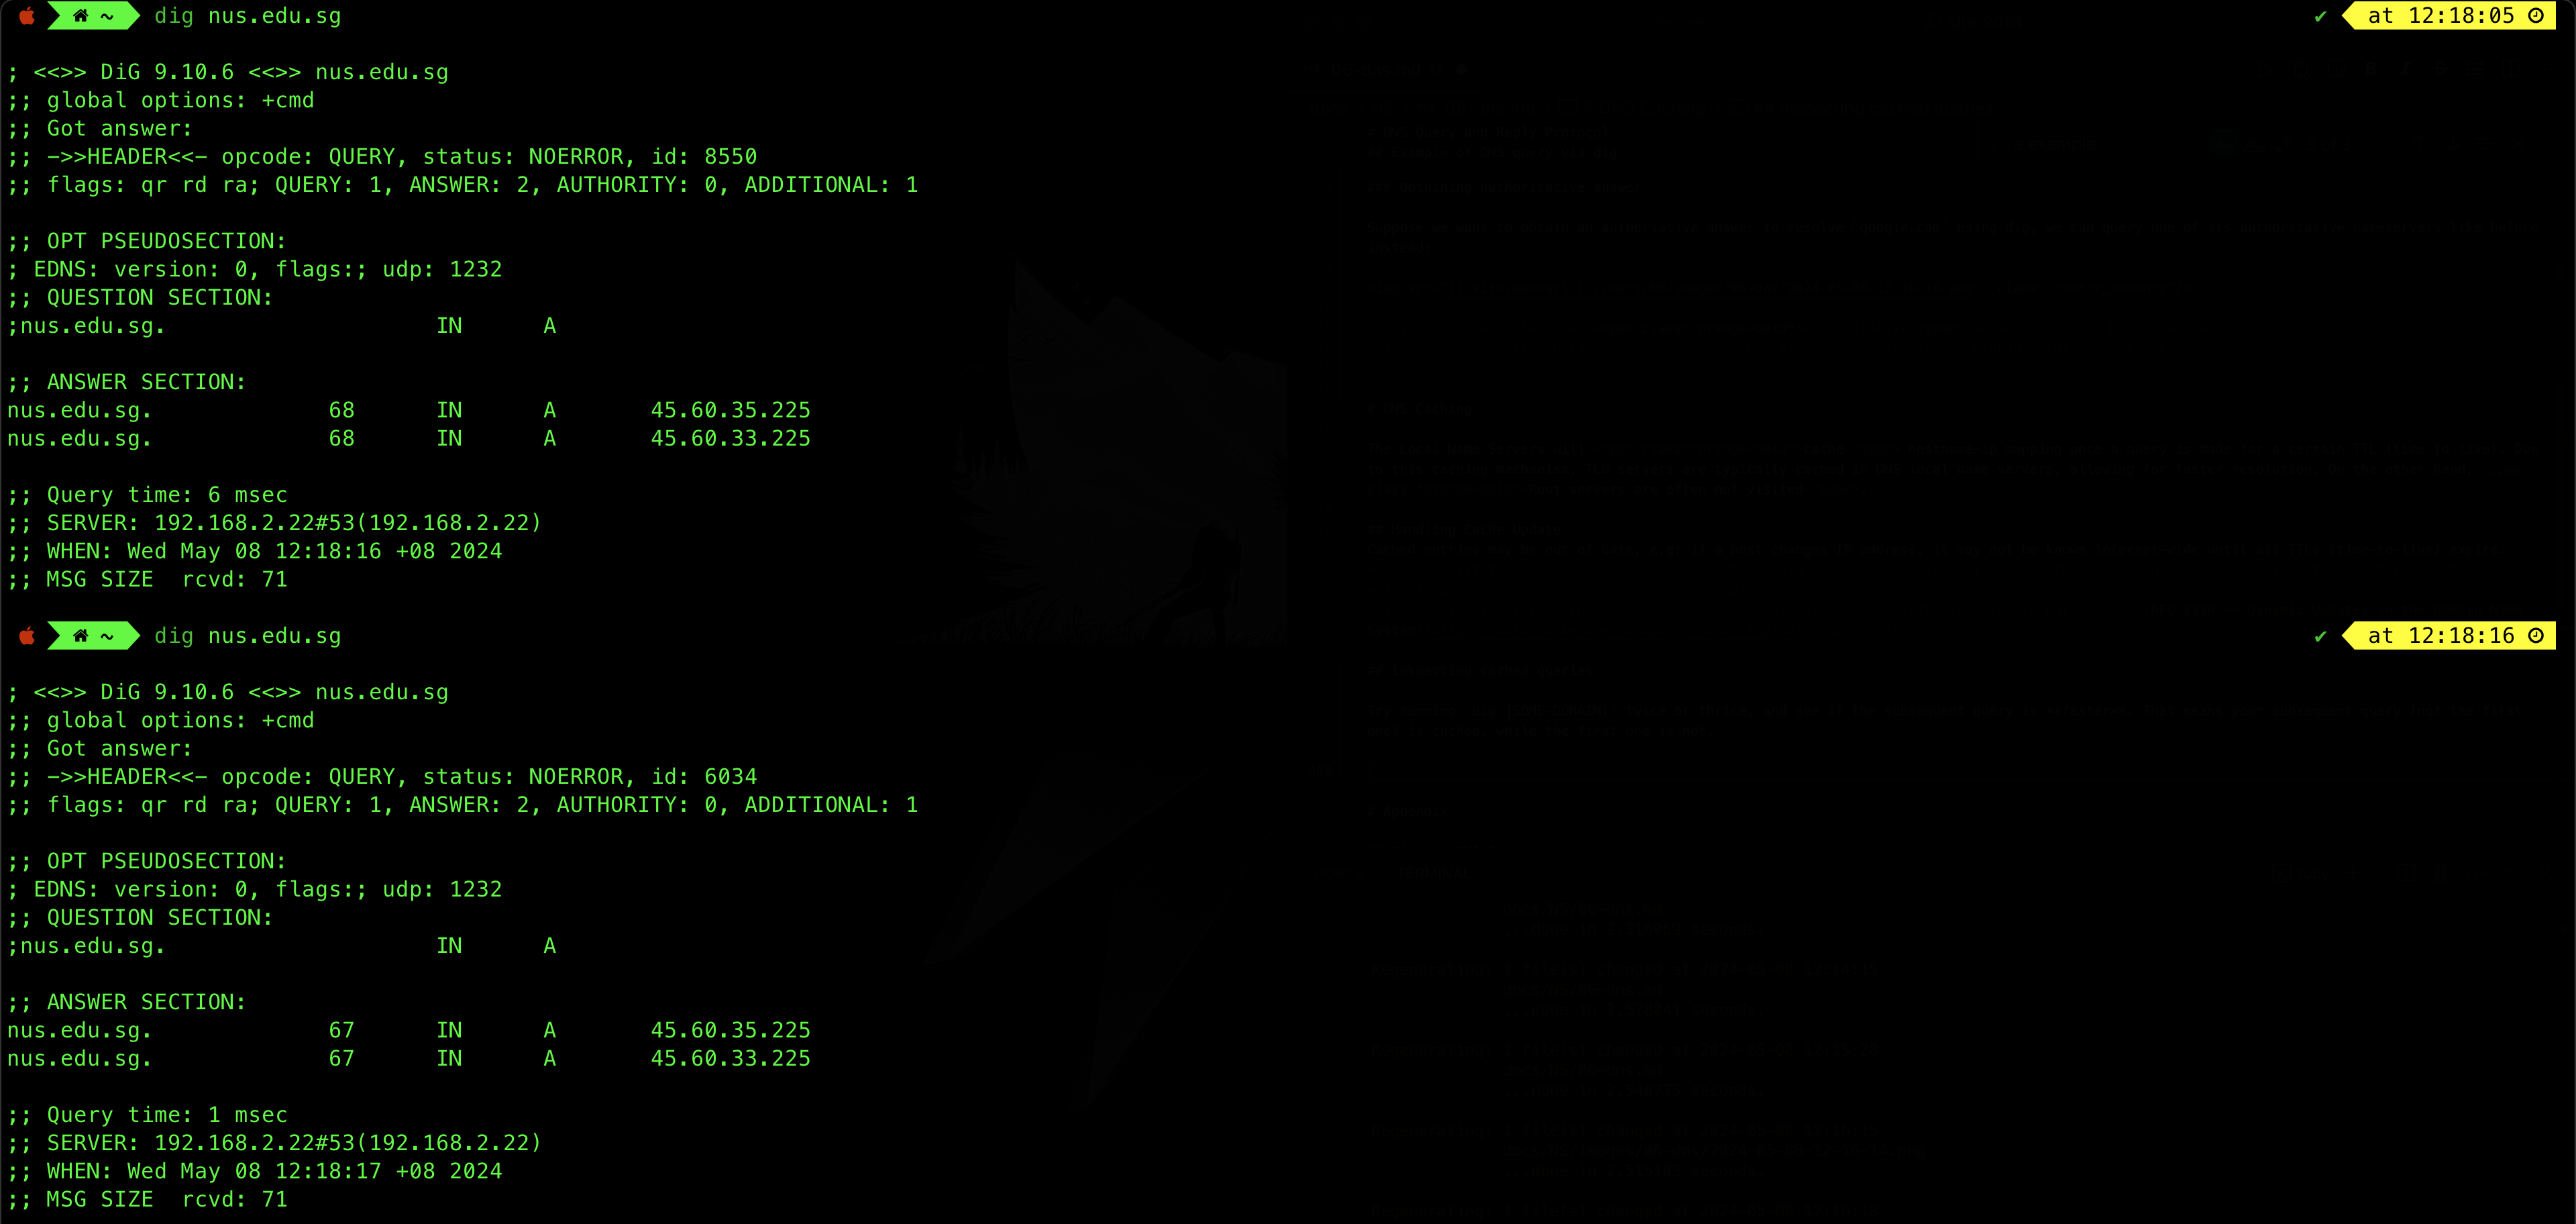 ~ dig nus.edu.sg ✔ at 12:18:05
; <<>> DiG 9.10.6 <<>> nus.edu.sg
;; global options: +cmd
;; Got answer:
;; ->>HEADER<<- opcode: QUERY, status: NOERROR, id: 8550
;; flags: qr rd ra; QUERY: 1, ANSWER: 2, AUTHORITY: 0, ADDITIONAL: 1
;; OPT PSEUDOSECTION:
; EDNS: version: 0, flags:; udp: 1232
;; QUESTION SECTION:
;nus.edu.sg. IN A
;; ANSWER SECTION:
nus.edu.sg. 68 IN A 45.60.35.225
nus.edu.sg. 68 IN A 45.60.33.225
;; Query time: 6 msec
;; SERVER: 192.168.2.22#53(192.168.2.22)
;; WHEN: Wed May 08 12:18:16 +08 2024
;; MSG SIZE rcvd: 71
~ dig nus.edu.sg ✔ at 12:18:16
; <<>> DiG 9.10.6 <<>> nus.edu.sg
;; global options: +cmd
;; Got answer:
;; ->>HEADER<<- opcode: QUERY, status: NOERROR, id: 6034
;; flags: qr rd ra; QUERY: 1, ANSWER: 2, AUTHORITY: 0, ADDITIONAL: 1
;; OPT PSEUDOSECTION:
; EDNS: version: 0, flags:; udp: 1232
;; QUESTION SECTION:
;nus.edu.sg. IN A
;; ANSWER SECTION:
nus.edu.sg. 67 IN A 45.60.35.225
nus.edu.sg. 67 IN A 45.60.33.225
;; Query time: 1 msec
;; SERVER: 192.168.2.22#53(192.168.2.22)
;; WHEN: Wed May 08 12:18:17 +08 2024
;; MSG SIZE rcvd: 71